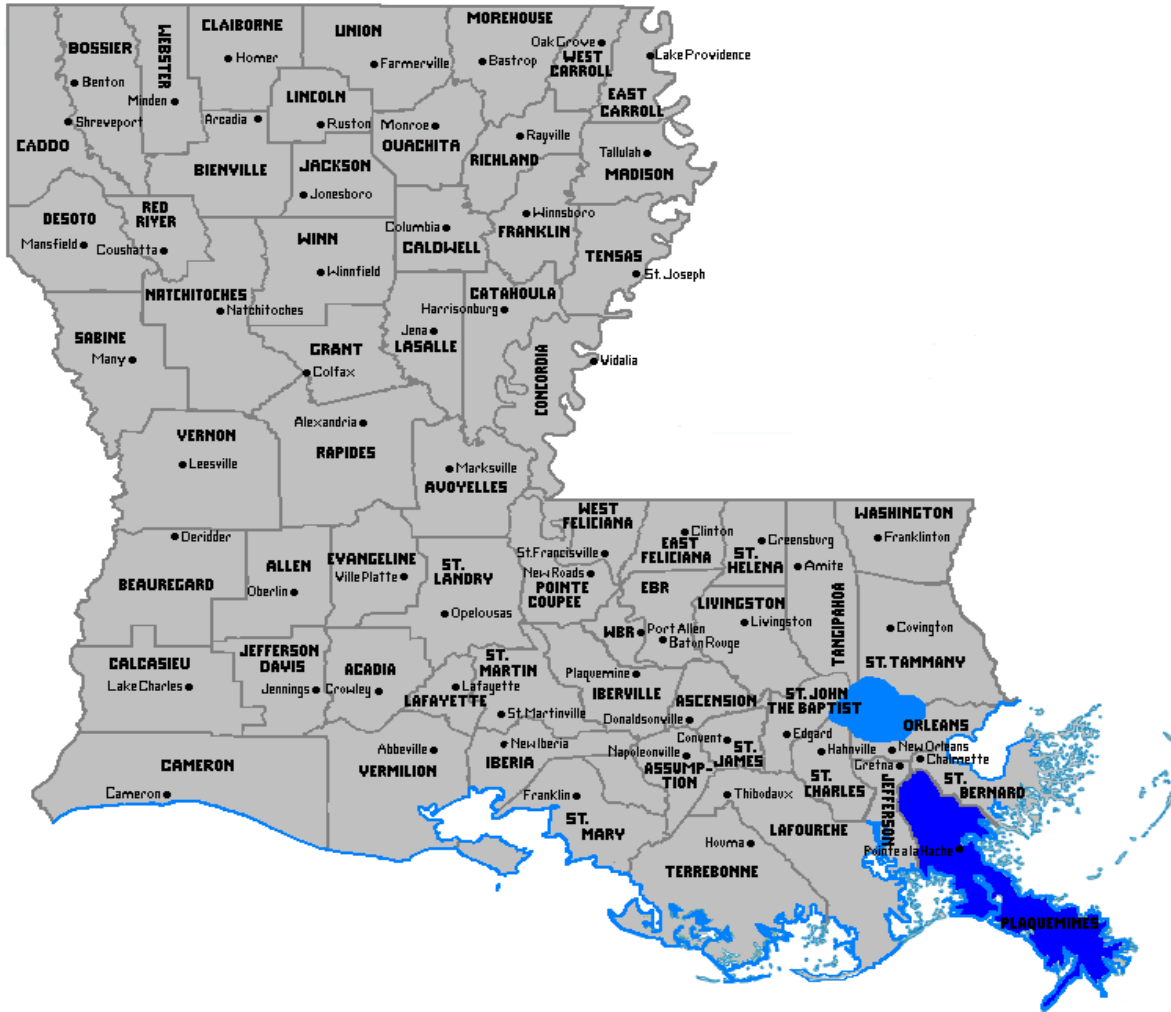 CLAIBORNE
UNION
MOREHOUSE
BOSSIER
WEBSTER
Homer
Farmerville
Bastrop
Oak Grove
WEST
CARROLL
Lake Providence
Benton
Minden
LINCOLN
EAST
CARROLL
Shreveport
Arcadia
Ruston
Monroe
OUACHITA
Rayville
CADDO
BIENVILLE
JACKSON
RICHLAND
Tallulah
MADISON
Jonesboro
DESOTO
RED
RIVER
Winnsboro
Mansfield
Coushatta
WINN
Columbia
CALDWELL
FRANKLIN
TENSAS
Winnfield
St. Joseph
NATCHITOCHES
Natchitoches
CATAHOULA
Harrisonburg
SABINE
Many
GRANT
Colfax
Jena
LASALLE
CONCORDIA
Vidalia
Alexandria
VERNON
RAPIDES
Leesville
Marksville
AVOYELLES
WEST
FELICIANA
WASHINGTON
Deridder
Clinton
EAST
FELICIANA
Greensburg
ST.
HELENA
Franklinton
BEAUREGARD
ALLEN
Oberlin
EVANGELINE
Ville Platte
ST.
LANDRY
St. Francisville
New Roads
POINTE
COUPEE
EBR
Amite
Opelousas
LIVINGSTON
Livingston
TANGIPAHOA
Covington
WBR
Port Allen
Baton Rouge
CALCASIEU
Lake Charles
JEFFERSON
DAVIS
Jennings
ACADIA
Crowley
LAFAYETTE
Lafayette
ST.
MARTIN
St. Martinville
Plaquemine
IBERVILLE
ASCENSION
Donaldsonville
ST. JOHN
THE BAPTIST
ST. TAMMANY
ORLEANS
CAMERON
Cameron
Abbeville
VERMILION
New Iberia
IBERIA
Napoleonville
ASSUMP-
TION
Convent
ST.
JAMES
Edgard
Hahnville
New Orleans
Chalmette
Gretna
Franklin
ST.
MARY
Thibodaux
ST.
CHARLES
JEFFERSON
ST.
BERNARD
LAFOURCHE
Houma
TERREBONNE
Pointe a la Hache
PLAQUEMINES